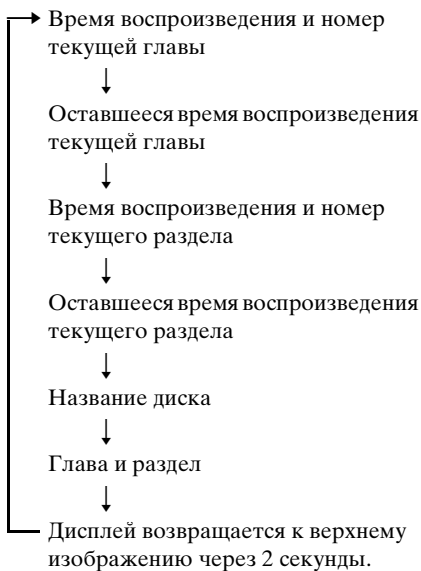 Время воспроизведения и номер
текущей главы
Оставшееся время воспроизведения
текущей главы
Время воспроизведения и номер
текущего раздела
Оставшееся время воспроизведения
текущего раздела
Название диска
Глава и раздел
Дисплей возвращается к верхнему
изображению через 2 секунды.